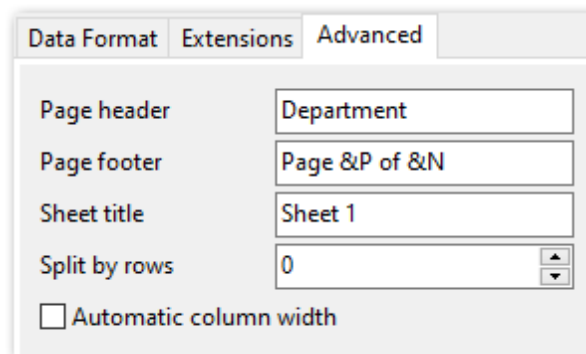 Data Format Extensions Advanced
Page header Department
Page footer Page &P of &N
Sheet title Sheet 1
Split by rows 0
Automatic column width